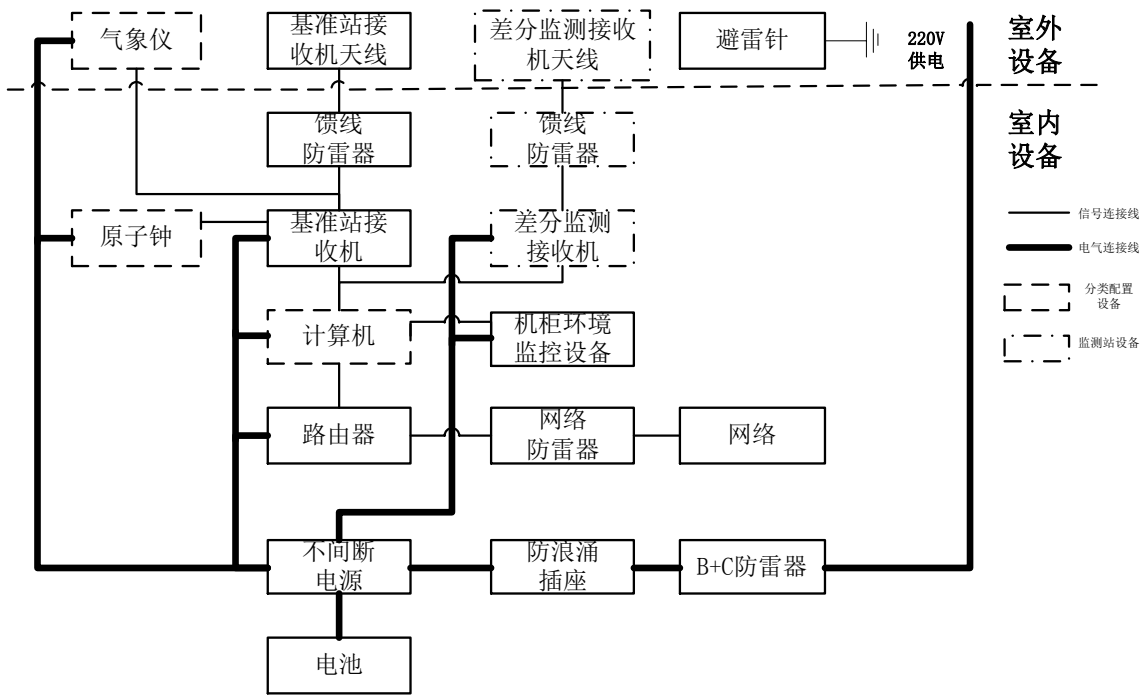 气象仪
基准站接
收机天线
差分监测接收
机天线
避雷针
220V
供电
室外
设备
馈线
防雷器
馈线
防雷器
室内
设备
原子钟
基准站接
收机
差分监测
接收机
信号连接线
电气连接线
分类配置
设备
监测站设备
计算机
机柜环境
监控设备
路由器
网络
防雷器
网络
不间断
电源
防浪涌
插座
B+C防雷器
电池